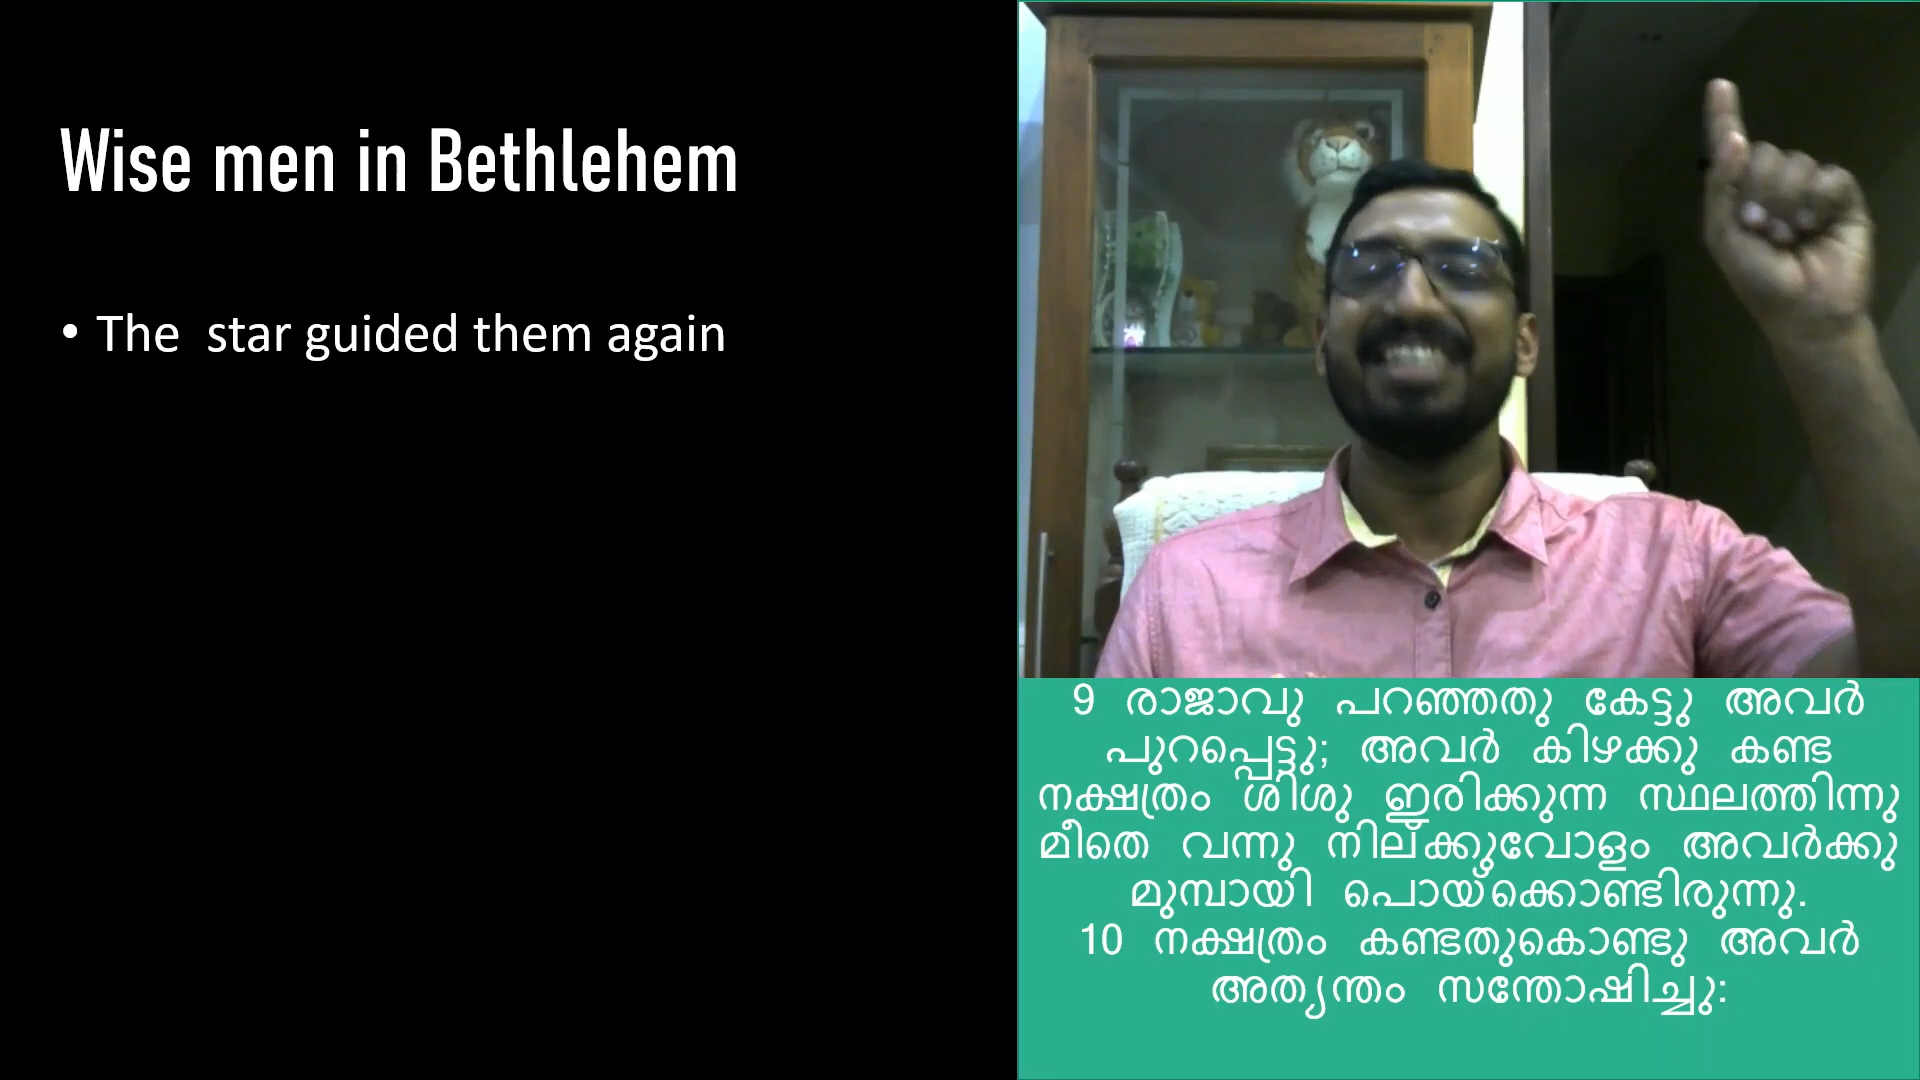 Wise men in Bethlehem
• The  star guided them again
9 രാജാവു പറഞ്ഞതു കേട്ടു അവർ
പുറപ്പെട്ടു; അവർ കിഴക്കു കണ്ട
നക്ഷത്രം ശിശു ഇരിക്കുന്ന സ്ഥലത്തിന്നു
മീതെ വന്നു നില്ക്കുവോളം അവർക്കു
മുമ്പായി പൊയ്ക്കൊണ്ടിരുന്നു.
10 നക്ഷത്രം കണ്ടതുകൊണ്ടു അവർ
അത്യന്തം സന്തോഷിച്ചു: